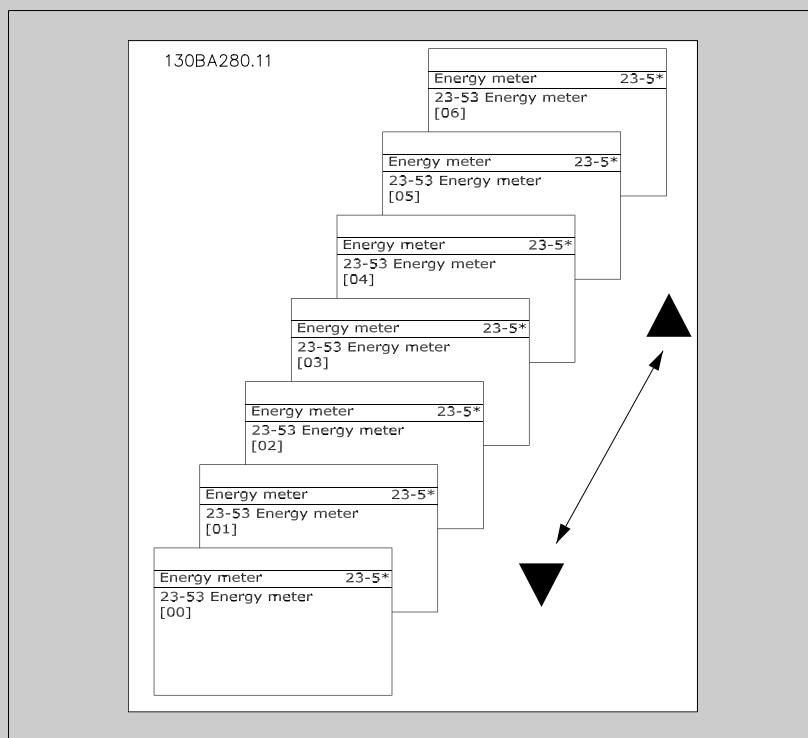 130BA280.11
Energy meter 23-5*
23-53 Energy meter
[06]
Energy meter 23-5*
23-53 Energy meter
[05]
Energy meter 23-5*
23-53 Energy meter
[04]
Energy meter 23-5*
23-53 Energy meter
[03]
Energy meter 23-5*
23-53 Energy meter
[02]
Energy meter 23-5*
23-53 Energy meter
[01]
Energy meter 23-5*
23-53 Energy meter
[00]